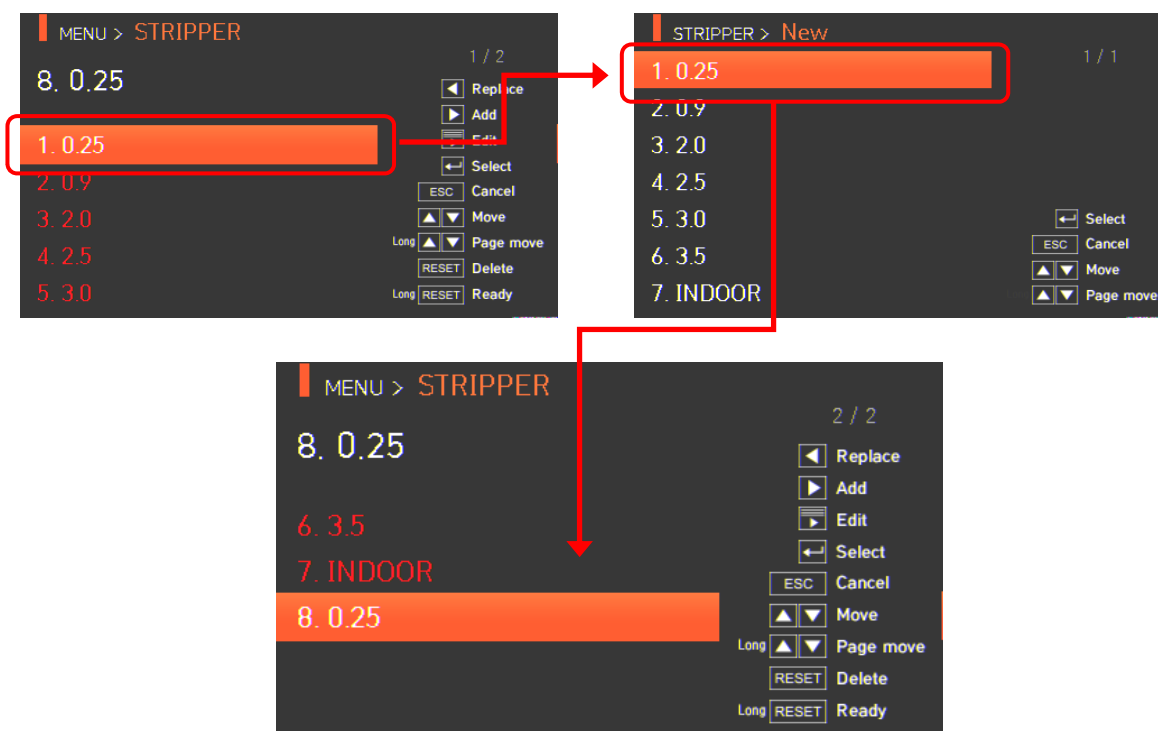 MENU > STRIPPER
1 / 2
8. 0.25
Replace
Add
1. 0.25
Edit
Select
2. 0.9
ESC Cancel
3. 2.0
Move
4. 2.5
Long Page move
RESET Delete
5. 3.0
Long RESET Ready
STRIPPER > New
1 / 1
1. 0.25
2. 0.9
3. 2.0
4. 2.5
5. 3.0
Select
ESC Cancel
6. 3.5
Move
7. INDOOR
Page move
MENU > STRIPPER
2 / 2
8. 0.25
Replace
Add
6. 3.5
Edit
Select
7. INDOOR
ESC Cancel
8. 0.25
Move
Long Page move
RESET Delete
Long RESET Ready